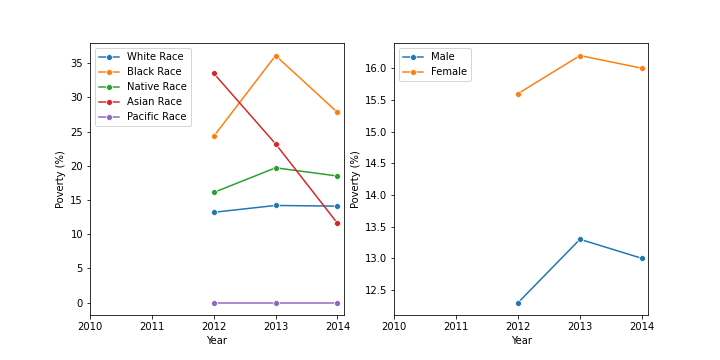 White Race
Black Race
Native Race
Asian Race
Pacific Race
35
30
25
20
15
10
5
0
Poverty (%)
2010 2011 2012 2013 2014
Year
Male
Female
16.0
15.5
15.0
14.5
14.0
13.5
13.0
12.5
Poverty (%)
2010 2011 2012 2013 2014
Year